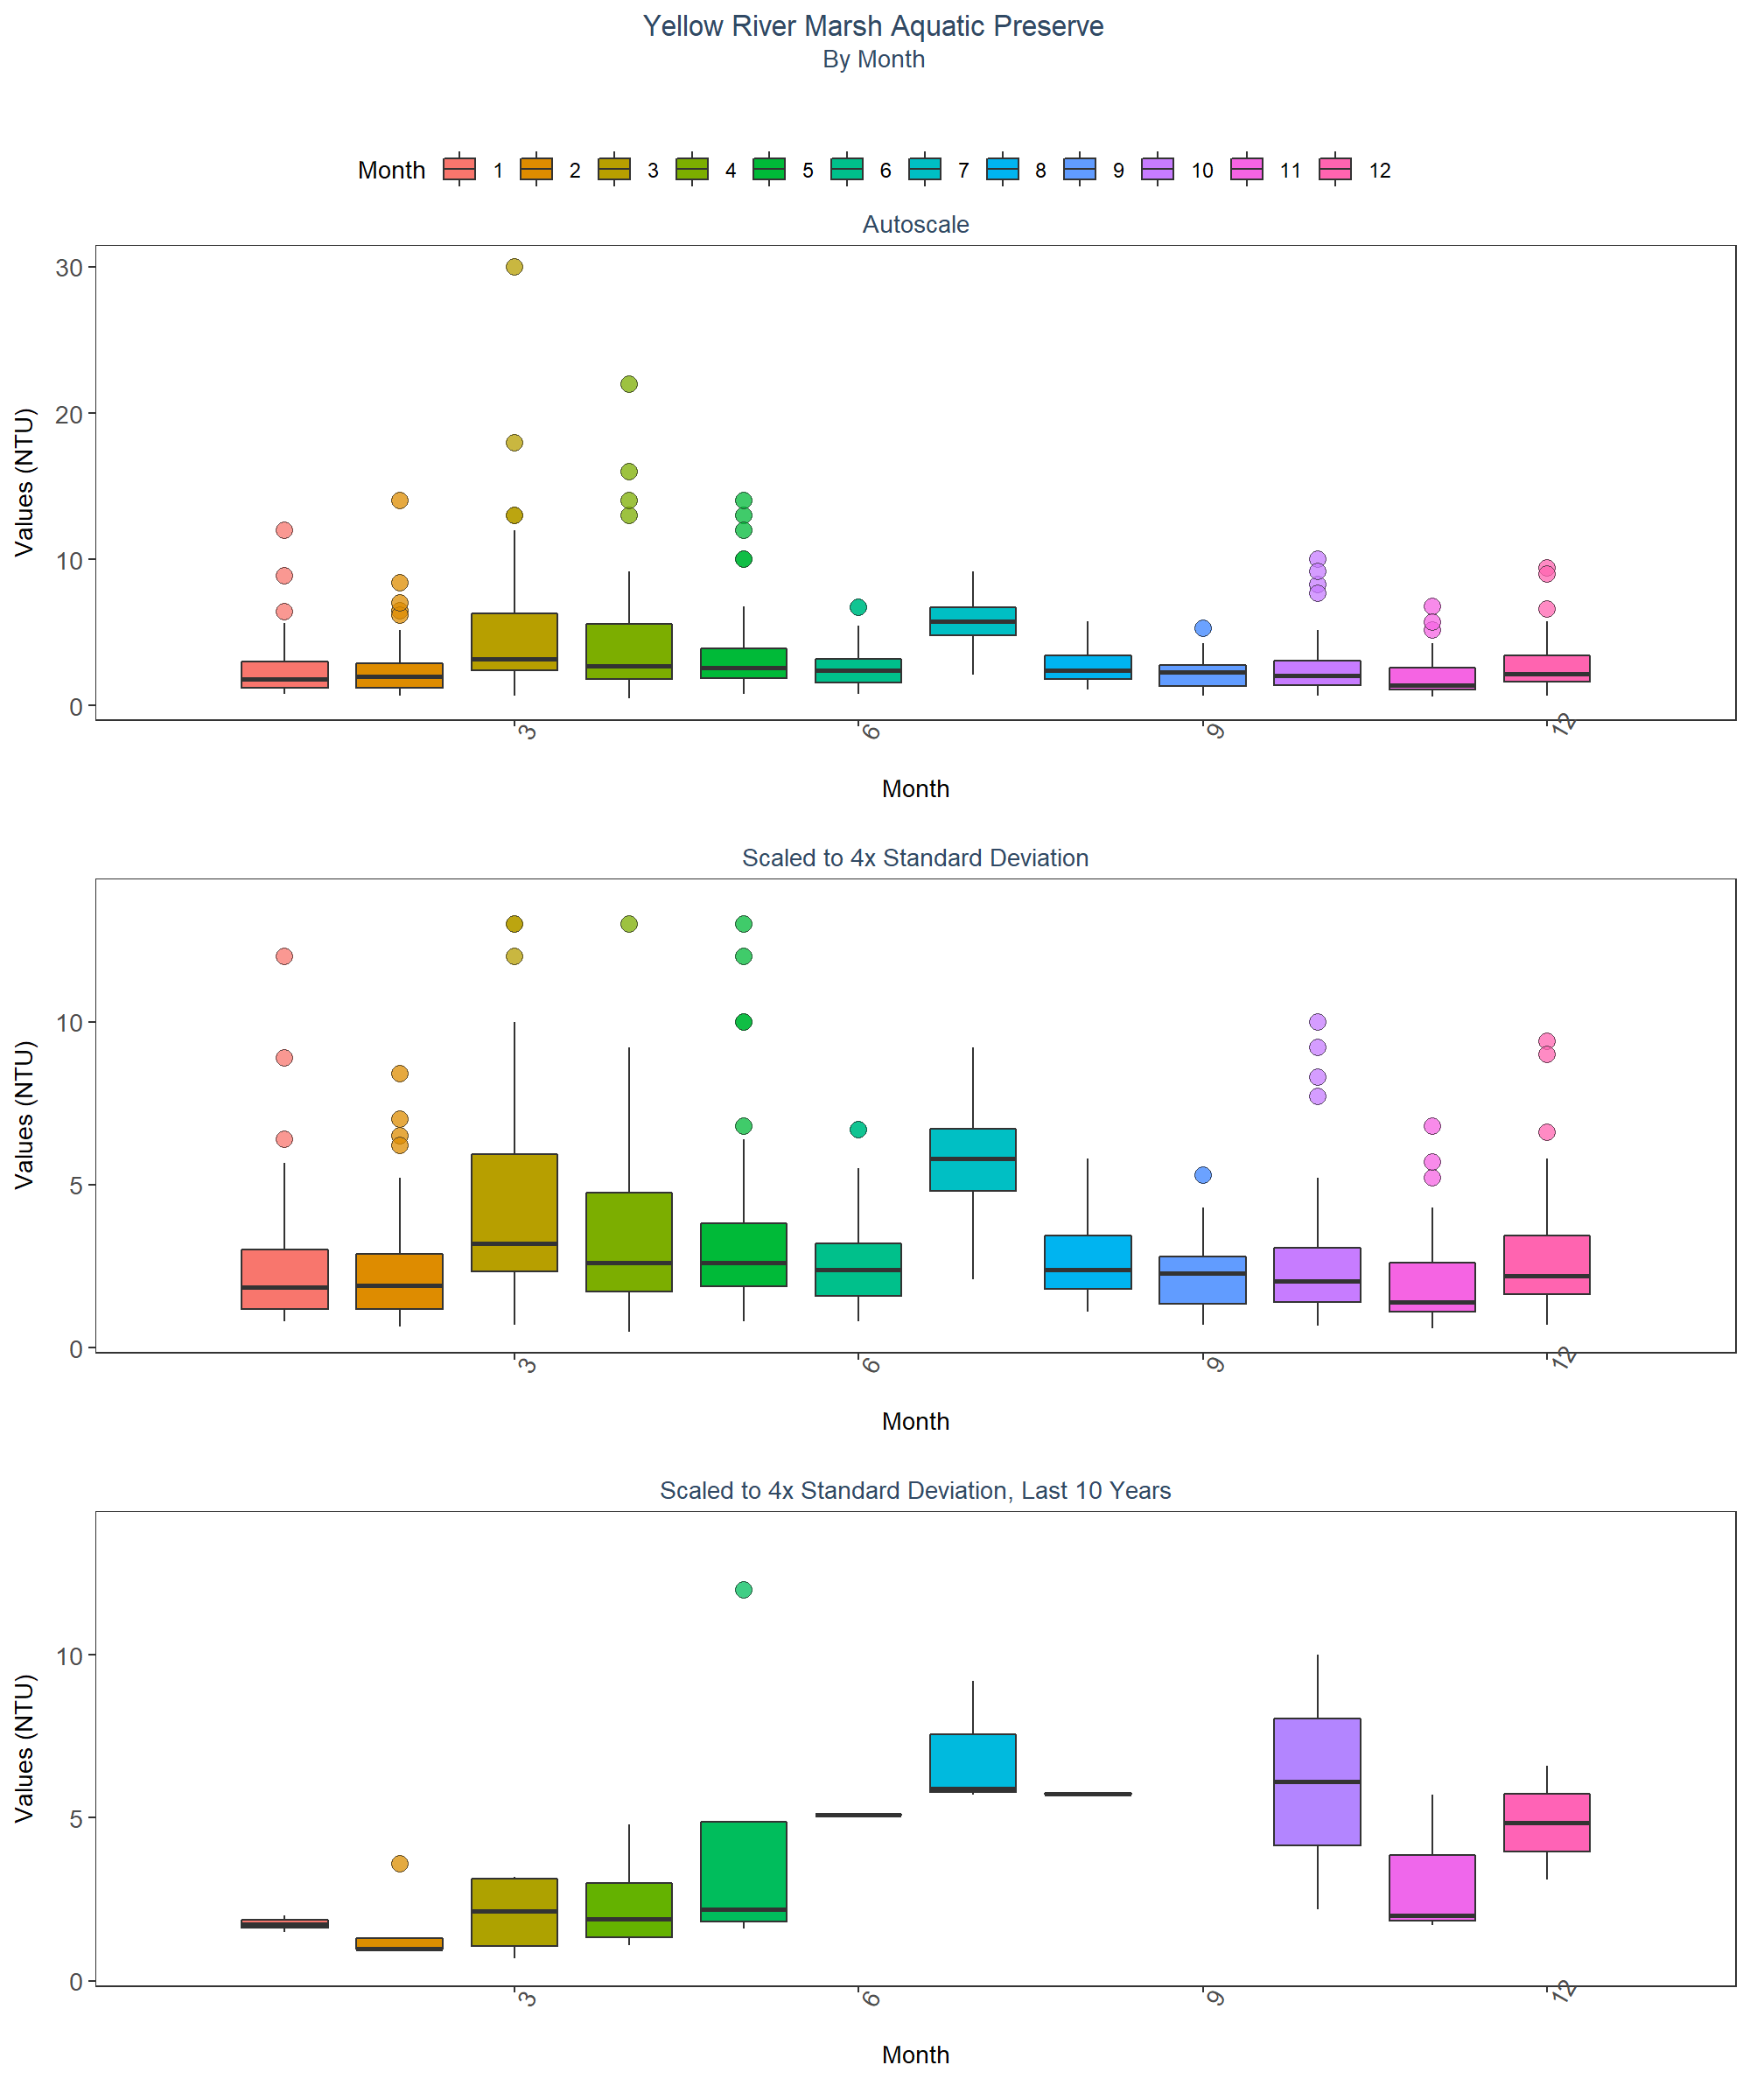 Yellow River Marsh Aquatic Preserve
By Month
Month 1 2 3 4 5 6 7 8 9 10 11 12
Autoscale
Values (NTU)
30
20
10
0
3 6 9 12
Month
Scaled to 4x Standard Deviation
Values (NTU)
10
5
0
3 6 9 12
Month
Scaled to 4x Standard Deviation, Last 10 Years
Values (NTU)
10
5
0
3 6 9 12
Month